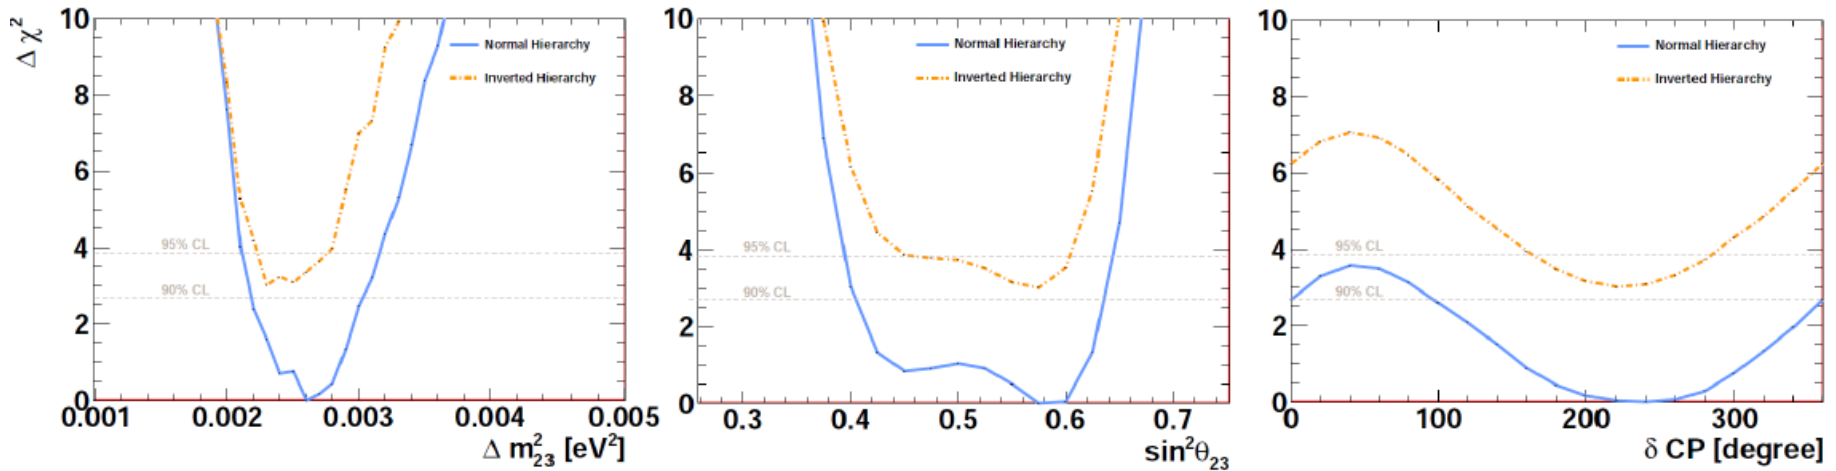 Δ χ²
10
8
6
4
2
0
0.001
0.002
0.003
0.004
0.005
Δ m²₂₃ [eV²]
Normal Hierarchy
Inverted Hierarchy
95% CL
90% CL
10
8
6
4
2
0
0.3
0.4
0.5
0.6
0.7
sin²θ₂₃
Normal Hierarchy
Inverted Hierarchy
95% CL
90% CL
10
8
6
4
2
0
0
100
200
300
δ CP [degree]
Normal Hierarchy
Inverted Hierarchy
95% CL
90% CL